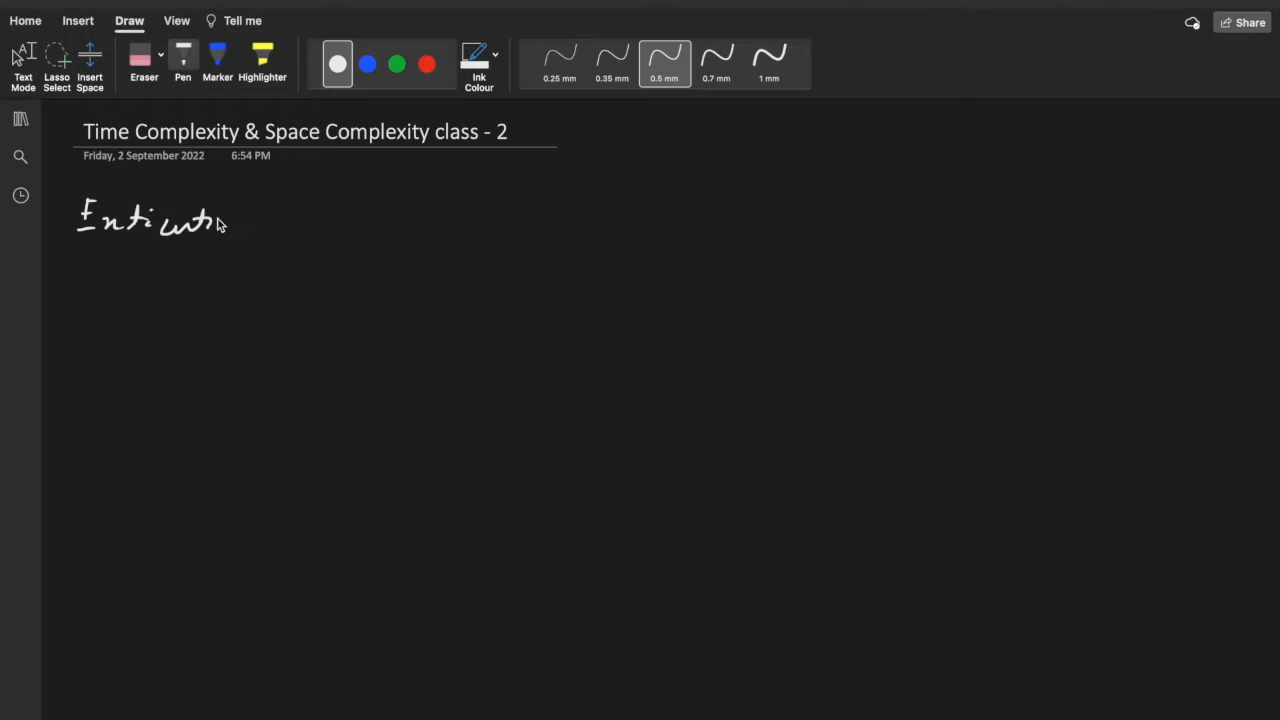 Home Insert Draw View Tell me
Share
Text Mode
Lasso Select
Insert Space
Eraser
Pen
Marker
Highlighter
Ink Colour
0.25 mm
0.35 mm
0.5 mm
0.7 mm
1 mm
Time Complexity & Space Complexity class - 2
Friday, 2 September 2022 6:54 PM